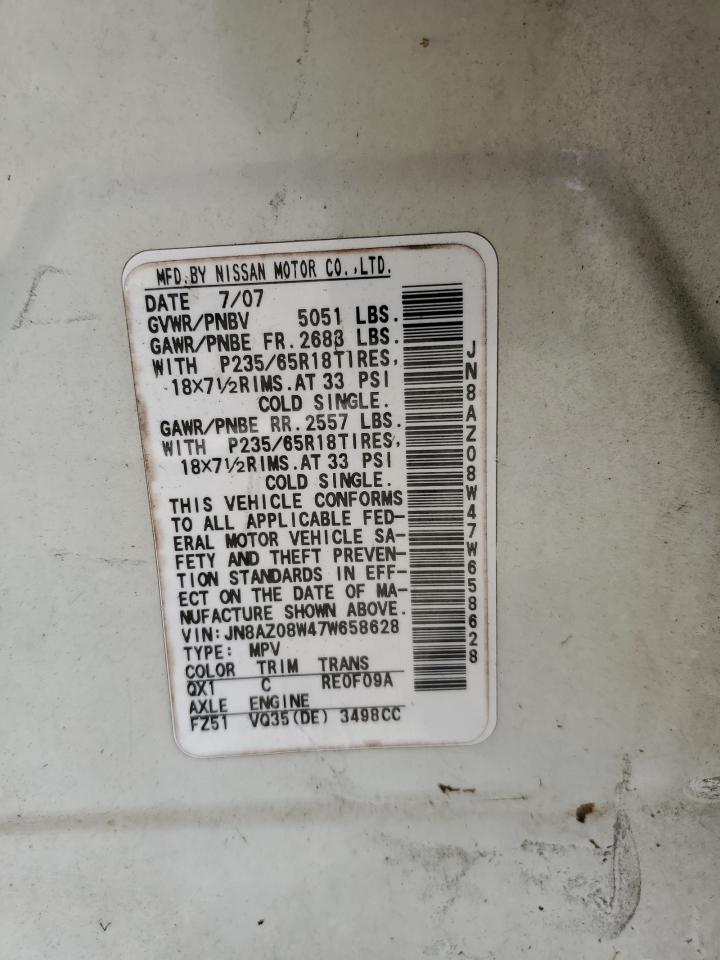 MFD.BY NISSAN MOTOR CO.,LTD.
DATE 7/07
GVWR/PNBV 5051 LBS.
GAWR/PNBE FR.2683 LBS.
WITH P235/65R18TIRES,
18X7½RIMS.AT 33 PSI
COLD SINGLE.
GAWR/PNBE RR.2557 LBS.
WITH P235/65R18TIRES,
18X7½RIMS.AT 33 PSI
COLD SINGLE.
THIS VEHICLE CONFORMS
TO ALL APPLICABLE FED-
ERAL MOTOR VEHICLE SA-
FETY AND THEFT PREVEN-
TION STANDARDS IN EFF-
ECT ON THE DATE OF MA-
NUFACTURE SHOWN ABOVE.
VIN:JN8AZ08W47W658628
TYPE: MPV
COLOR TRIM TRANS
QX1 C RE0F09A
AXLE ENGINE
FZ51 VQ35(DE) 3498CC
JN8AZ08W47W658628